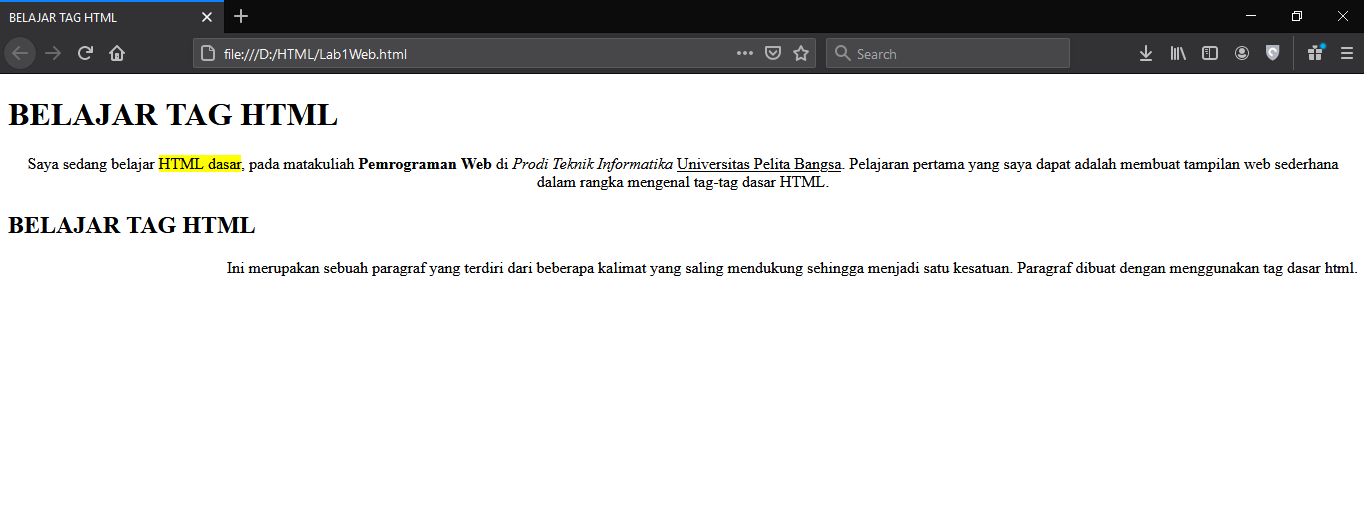 BELAJAR TAG HTML
file:///D:/HTML/Lab1Web.html
Search
BELAJAR TAG HTML
Saya sedang belajar HTML dasar, pada matakuliah Pemrograman Web di Prodi Teknik Informatika Universitas Pelita Bangsa. Pelajaran pertama yang saya dapat adalah membuat tampilan web sederhana
dalam rangka mengenal tag-tag dasar HTML.
BELAJAR TAG HTML
Ini merupakan sebuah paragraf yang terdiri dari beberapa kalimat yang saling mendukung sehingga menjadi satu kesatuan. Paragraf dibuat dengan menggunakan tag dasar html.